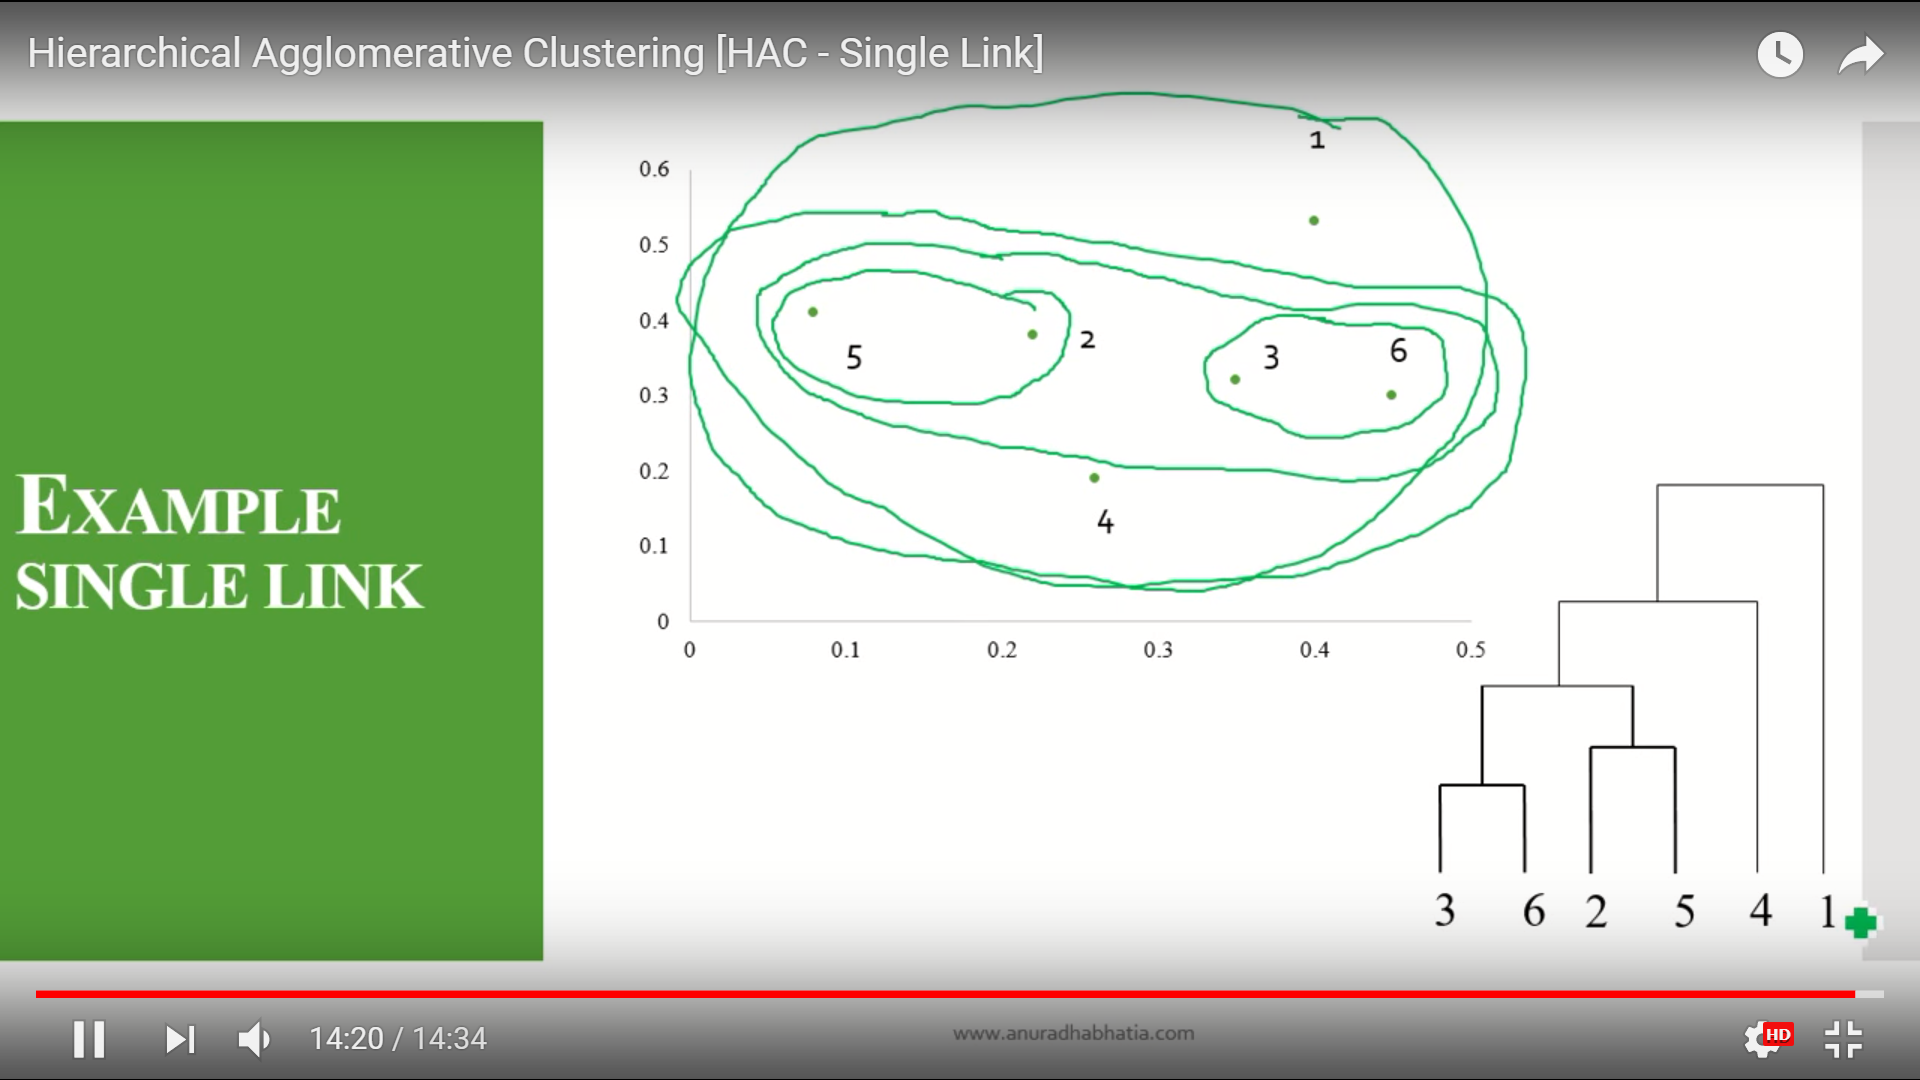 Hierarchical Agglomerative Clustering [HAC - Single Link]
EXAMPLE
SINGLE LINK
1
0.6
0.5
0.4
5
2
3
6
0.3
0.2
4
0.1
0
0 0.1 0.2 0.3 0.4 0.5
3 6 2 5 4 1
14:20 / 14:34
www.anuradhabhatia.com
HD